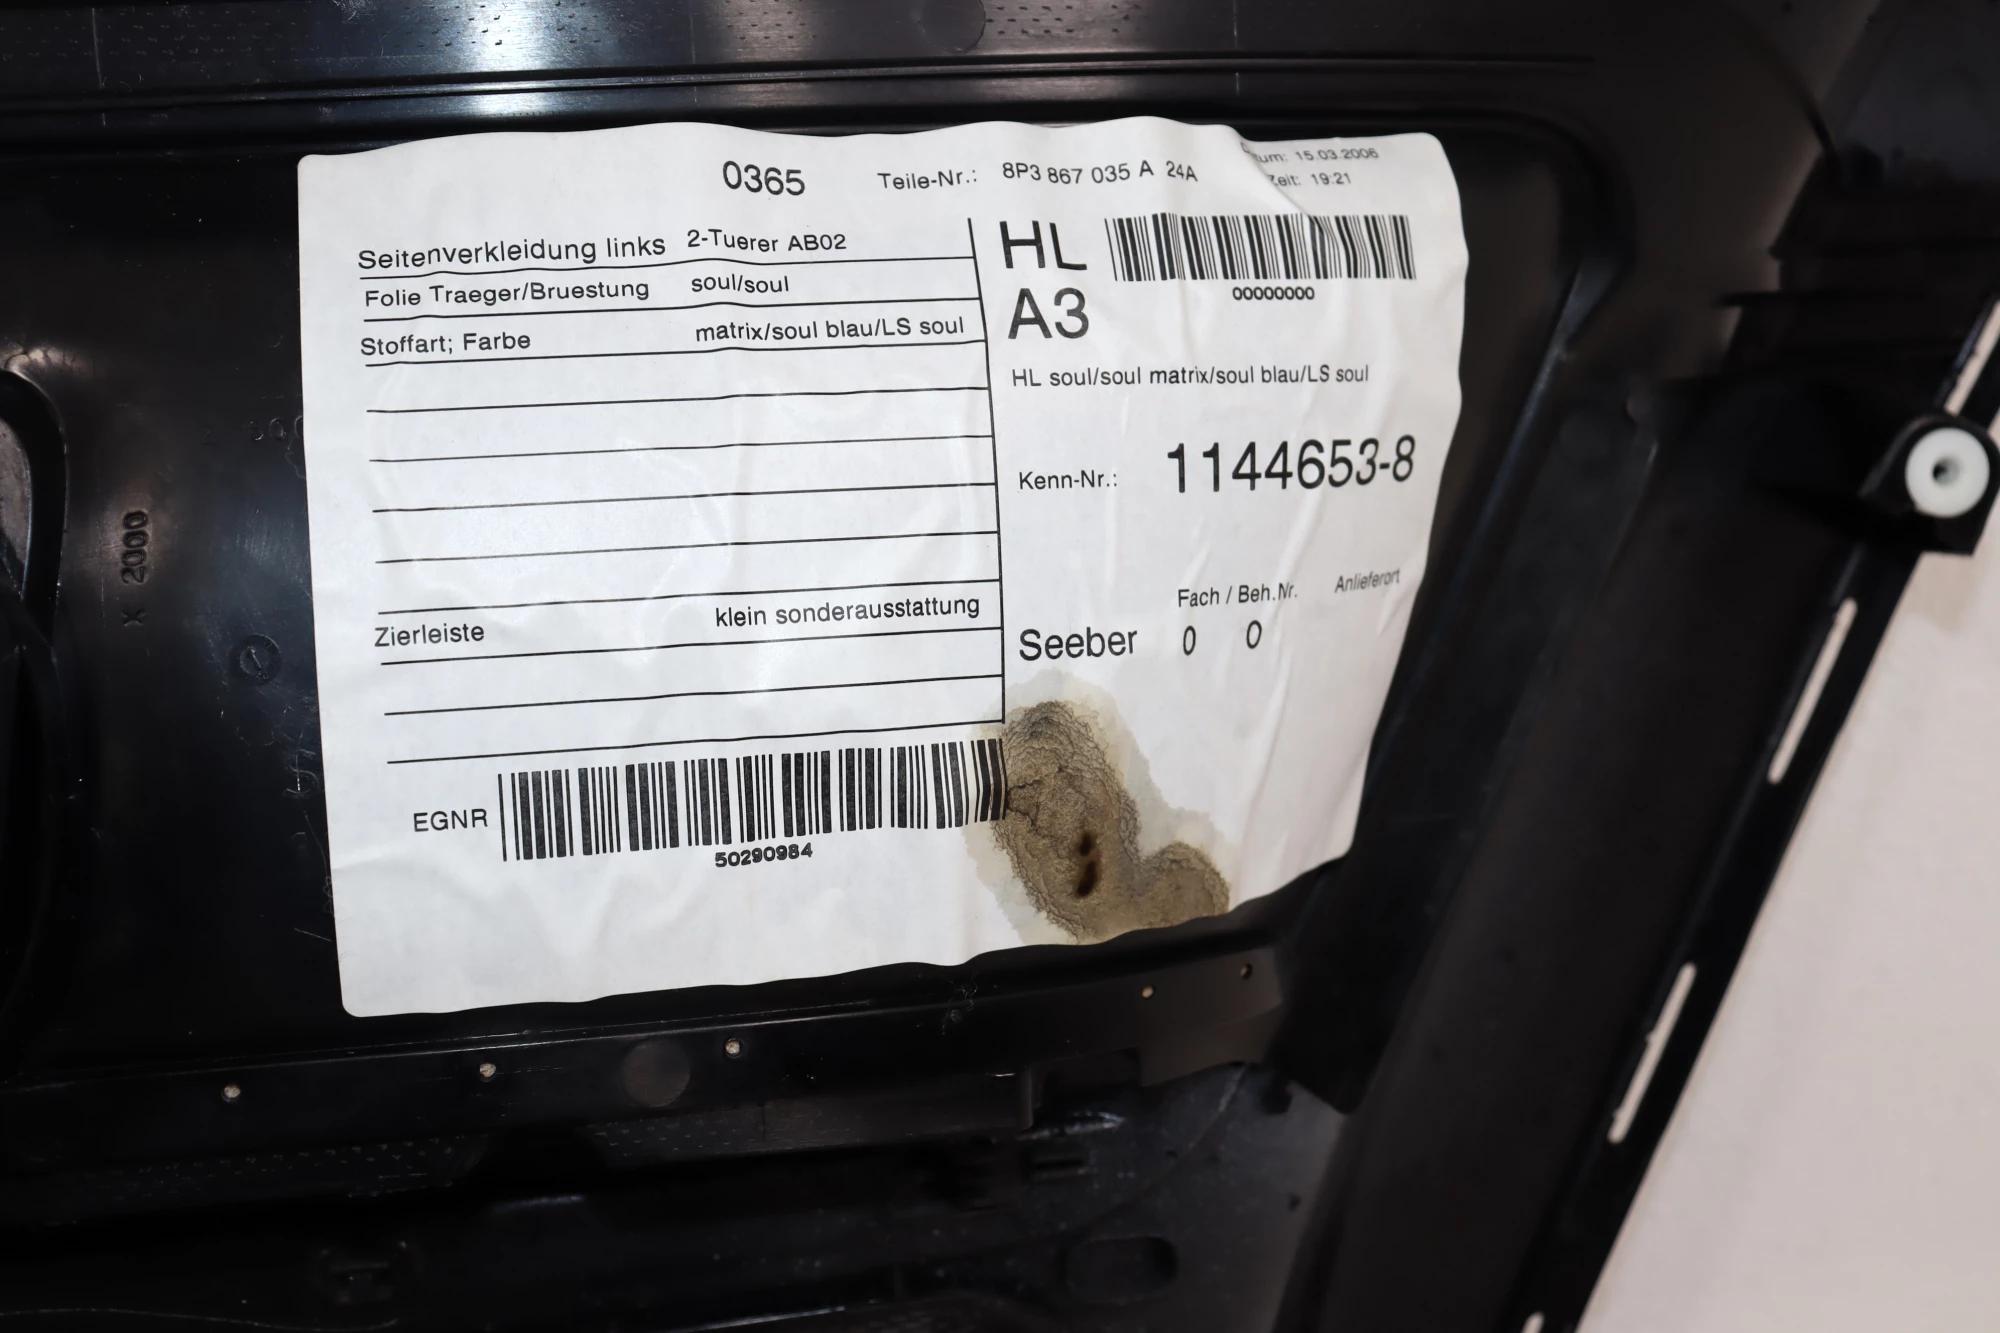 0365 Teile-Nr.: 8P3 867 035 A 24A
15.03.2006
Zeit: 19:21
Seitenverkleidung links 2-Tuerer AB02
Folie Traeger/Bruestung soul/soul
Stoffart; Farbe matrix/soul blau/LS soul
Zierleiste klein sonderausstattung
EGNR
50290984
HL
A3
00000000
HL soul/soul matrix/soul blau/LS soul
Kenn-Nr.: 1144653-8
Fach / Beh.Nr. Anlieferort
Seeber 0 0
X 2000